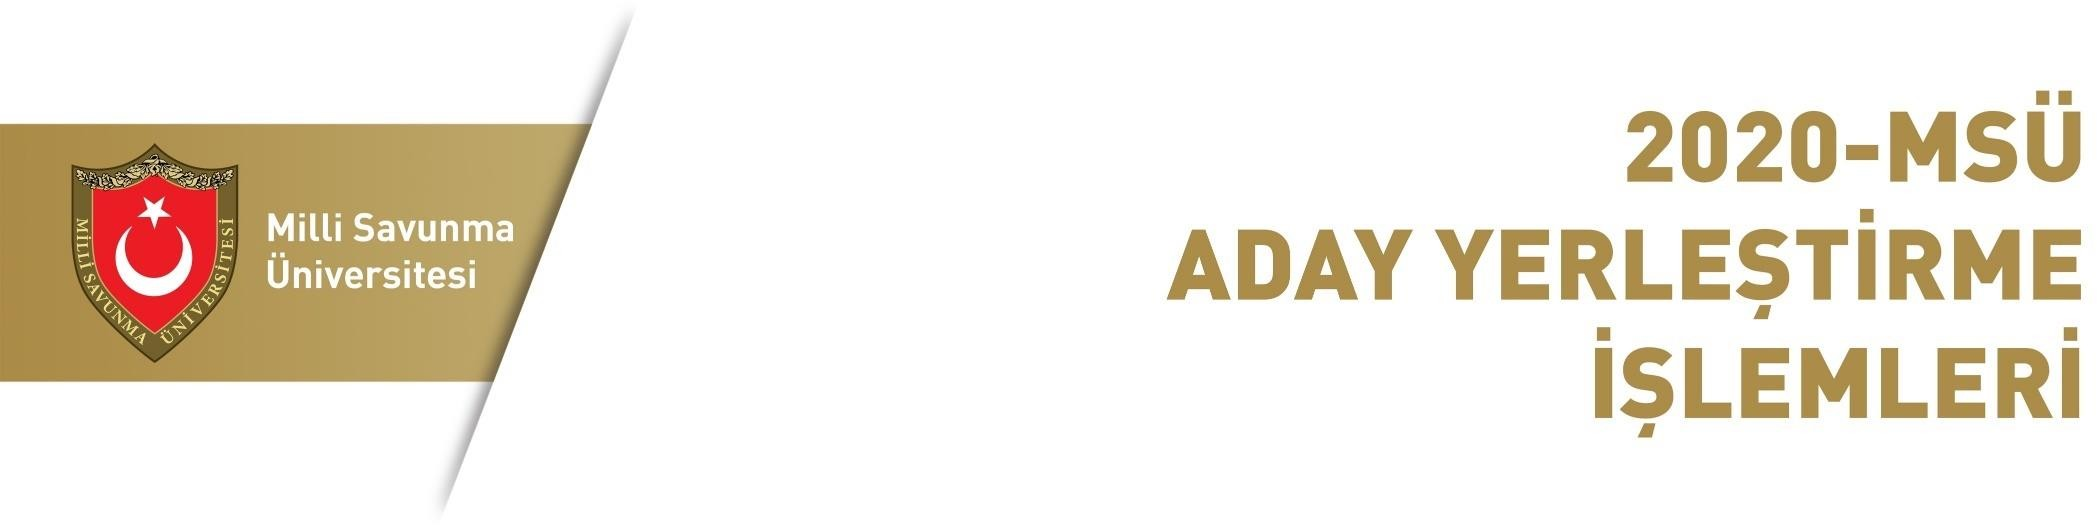 MİLLİ SAVUNMA ÜNİVERSİTESİ
Milli Savunma
Üniversitesi
2020-MSÜ
ADAY YERLEŞTİRME
İŞLEMLERİ